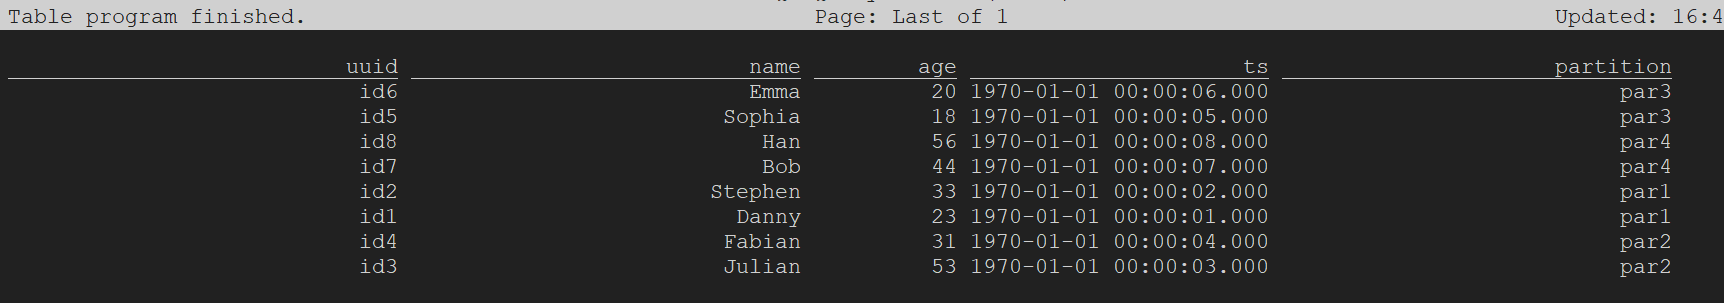 Table program finished. Page: Last of 1 Updated: 16:4
uuid name age ts partition
id6 Emma 20 1970-01-01 00:00:06.000 par3
id5 Sophia 18 1970-01-01 00:00:05.000 par3
id8 Han 56 1970-01-01 00:00:08.000 par4
id7 Bob 44 1970-01-01 00:00:07.000 par4
id2 Stephen 33 1970-01-01 00:00:02.000 par1
id1 Danny 23 1970-01-01 00:00:01.000 par1
id4 Fabian 31 1970-01-01 00:00:04.000 par2
id3 Julian 53 1970-01-01 00:00:03.000 par2